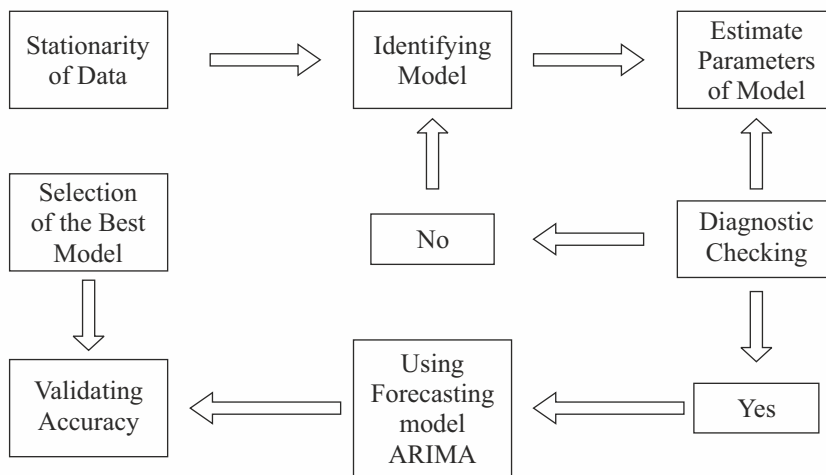 Stationarity
of Data
Identifying
Model
Estimate
Parameters
of Model
Selection
of the Best
Model
No
Diagnostic
Checking
Validating
Accuracy
Using
Forecasting
model
ARIMA
Yes